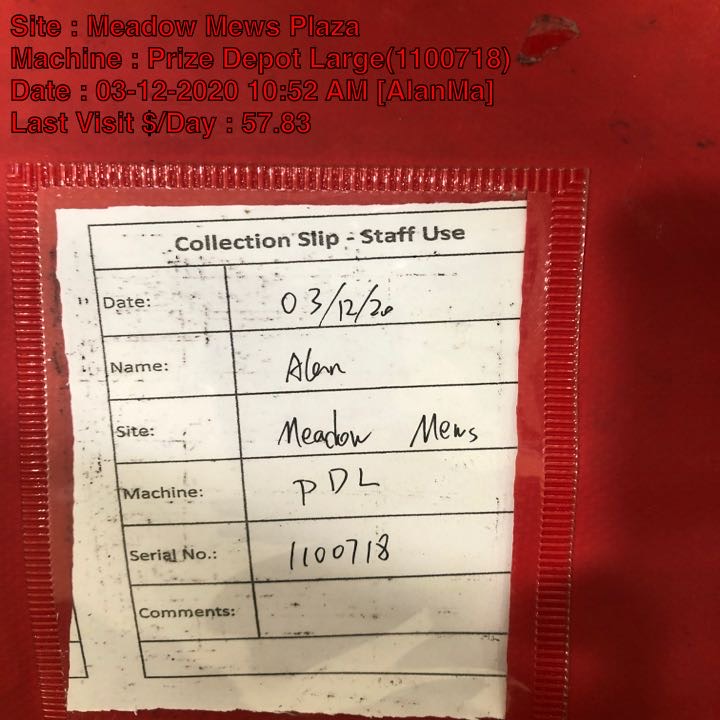 Site : Meadow Mews Plaza
Machine : Prize Depot Large(1100718)
Date : 03-12-2020 10:52 AM [AlanMa]
Last Visit $/Day : 57.83
Collection Slip - Staff Use
Date: 03/12/20
Name: Alan
Site: Meadow Mews
Machine: PDL
Serial No.: 1100718
Comments: